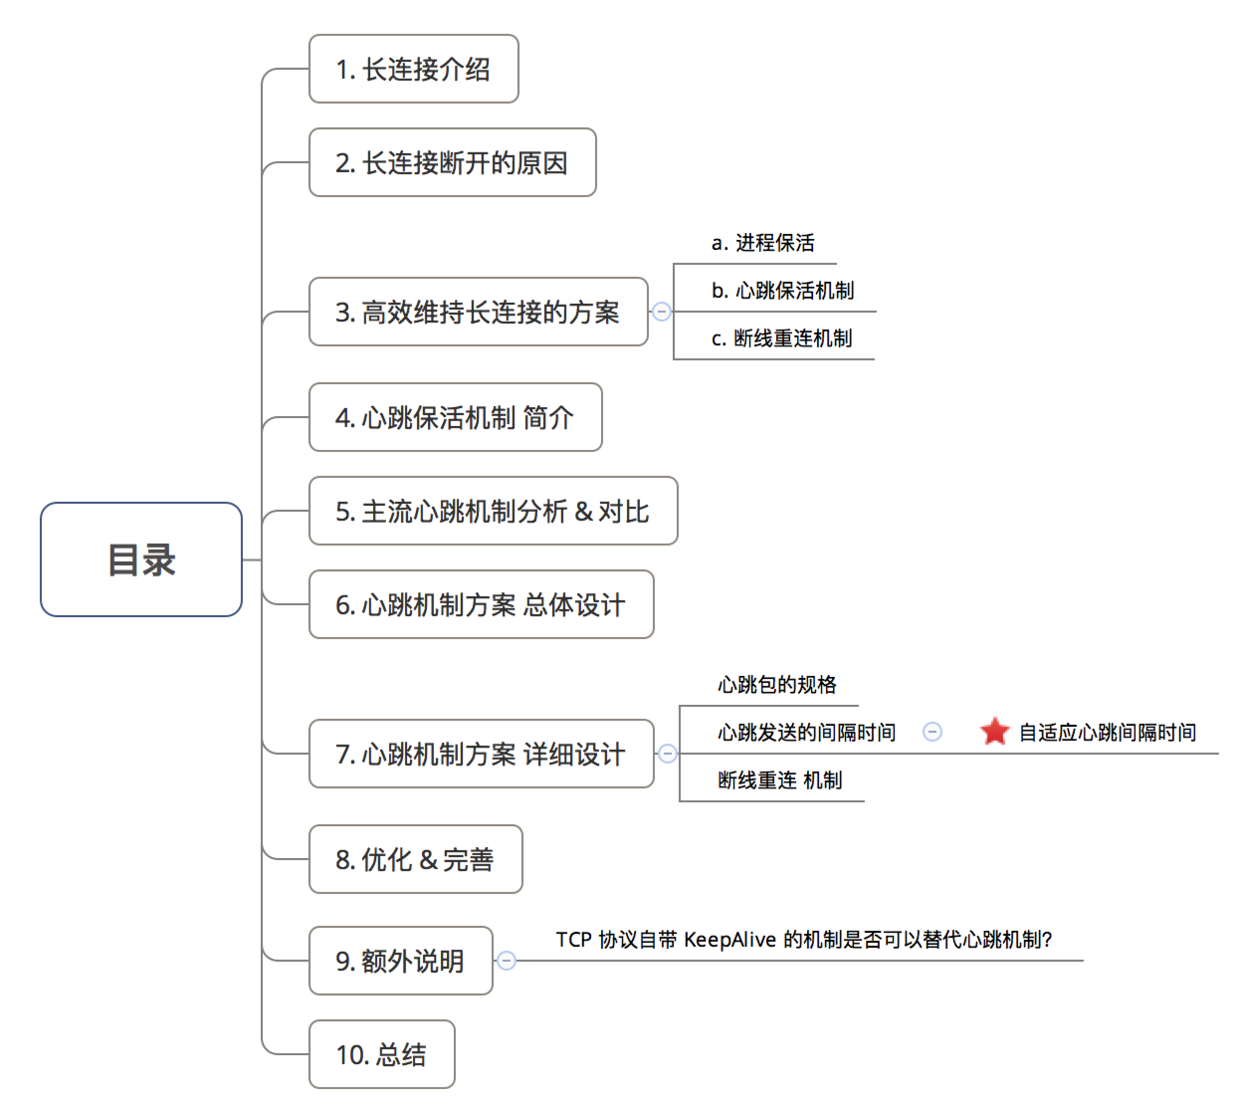 目录
1. 长连接介绍
2. 长连接断开的原因
3. 高效维持长连接的方案
a. 进程保活
b. 心跳保活机制
c. 断线重连机制
4. 心跳保活机制 简介
5. 主流心跳机制分析 & 对比
6. 心跳机制方案 总体设计
7. 心跳机制方案 详细设计
心跳包的规格
心跳发送的间隔时间
自适应心跳间隔时间
断线重连 机制
8. 优化 & 完善
9. 额外说明
TCP 协议自带 KeepAlive 的机制是否可以替代心跳机制?
10. 总结